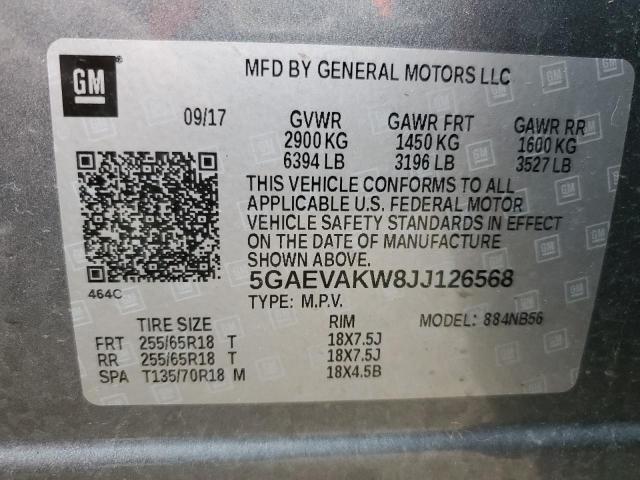 GM
MFD BY GENERAL MOTORS LLC
09/17 GVWR GAWR FRT GAWR RR
2900 KG 1450 KG 1600 KG
6394 LB 3196 LB 3527 LB
THIS VEHICLE CONFORMS TO ALL
APPLICABLE U.S. FEDERAL MOTOR
VEHICLE SAFETY STANDARDS IN EFFECT
ON THE DATE OF MANUFACTURE
SHOWN ABOVE.
464C
5GAEVAKW8JJ126568
TYPE: M.P.V.
TIRE SIZE RIM MODEL: 884NB56
FRT 255/65R18 T 18X7.5J
RR 255/65R18 T 18X7.5J
SPA T135/70R18 M 18X4.5B